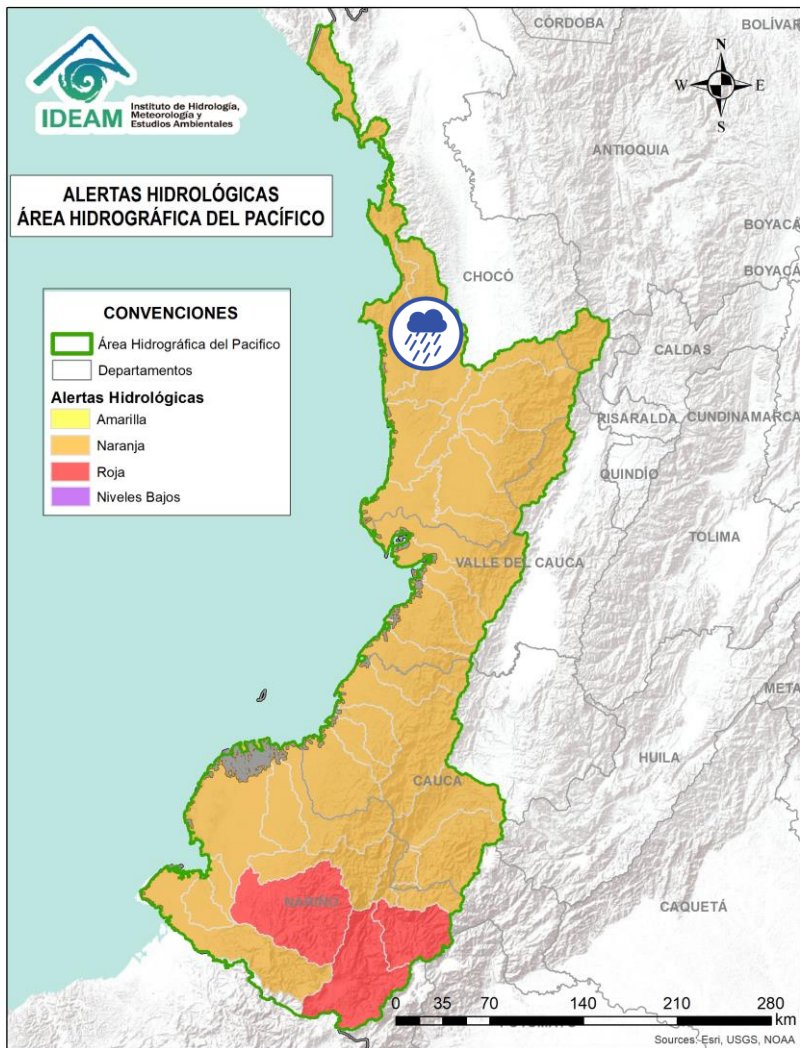 IDEAM
Instituto de Hidrología,
Meteorología y
Estudios Ambientales
ALERTAS HIDROLÓGICAS
ÁREA HIDROGRÁFICA DEL PACÍFICO
CONVENCIONES
Área Hidrográfica del Pacifico
Departamentos
Alertas Hidrológicas
Amarilla
Naranja
Roja
Niveles Bajos
N
W
E
S
CÓRDOBA
BOLÍVAR
ANTIOQUIA
BOYACÁ
CHOCÓ
BOYACÁ
CALDAS
RISARALDA
CUNDINAMARCA
QUINDÍO
TOLIMA
VALLE DEL CAUCA
META
HUILA
CAUCA
NARIÑO
CAQUETÁ
0 35 70 140 210 280
km
Sources: Esri, USGS, NOAA